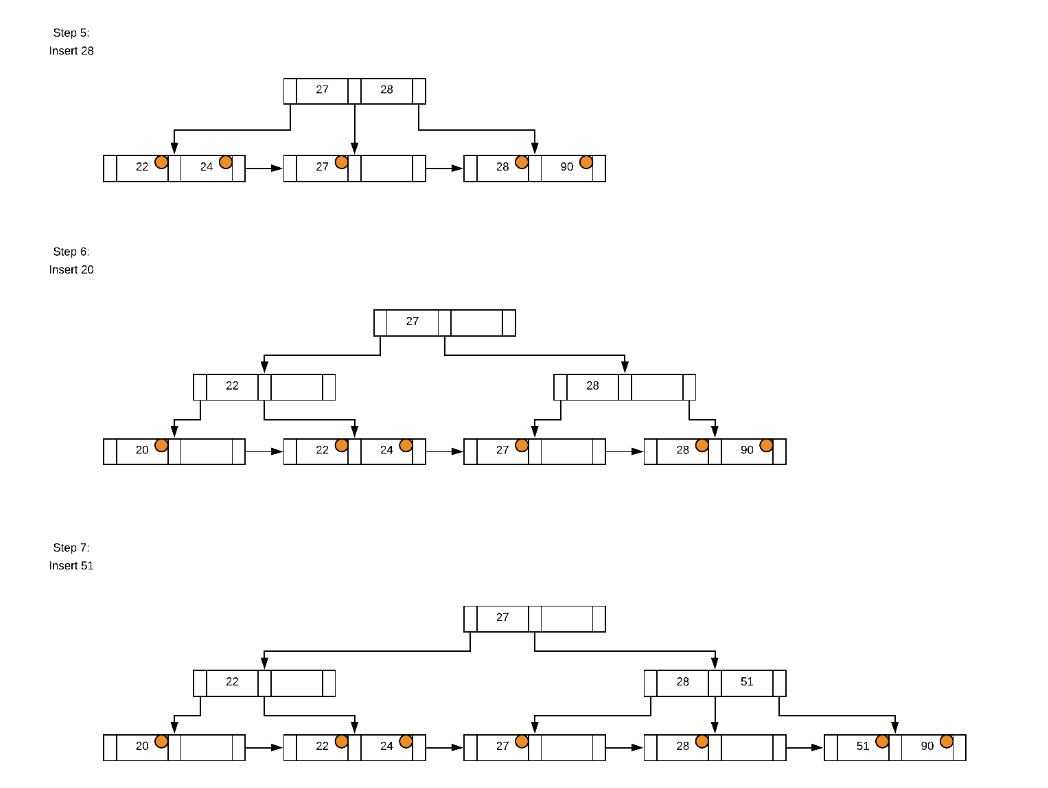 Step 5:
Insert 28
27 28
22 24 27 28 90
Step 6:
Insert 20
27
22 28
20 22 24 27 28 90
Step 7:
Insert 51
27
22 28 51
20 22 24 27 28 51 90